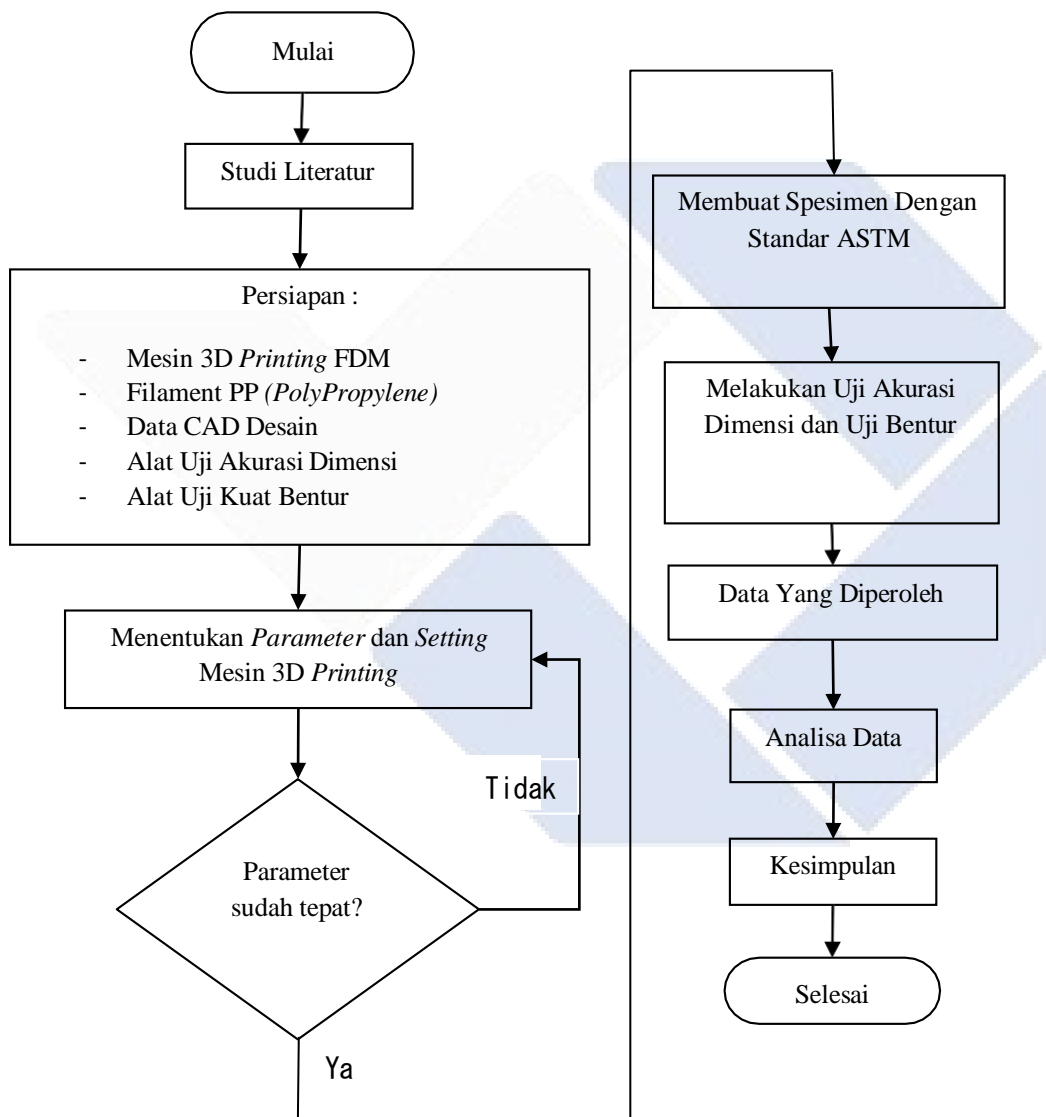 Mulai
Studi Literatur
Persiapan :
- Mesin 3D Printing FDM
- Filament PP (PolyPropylene)
- Data CAD Desain
- Alat Uji Akurasi Dimensi
- Alat Uji Kuat Bentur
Menentukan Parameter dan Setting
Mesin 3D Printing
Tidak
Parameter
sudah tepat?
Ya
Membuat Spesimen Dengan
Standar ASTM
Melakukan Uji Akurasi
Dimensi dan Uji Bentur
Data Yang Diperoleh
Analisa Data
Kesimpulan
Selesai